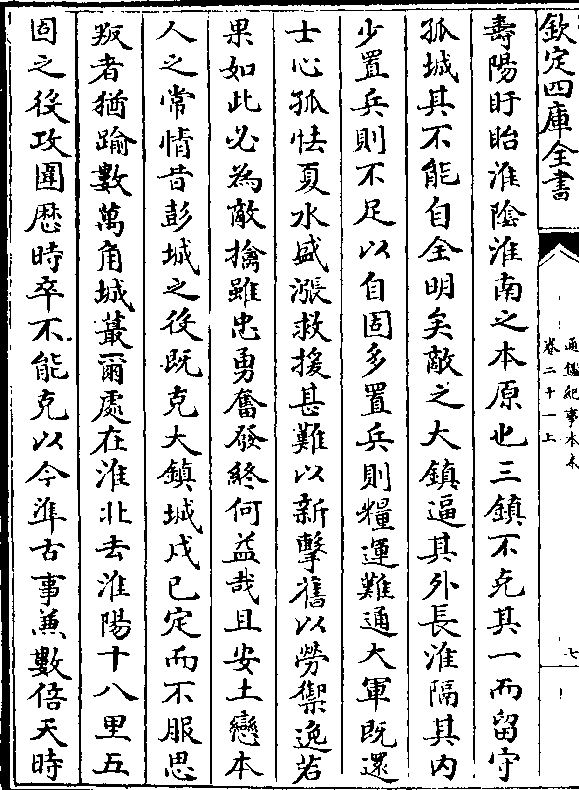 欽定四庫全書
通鑑紀事本末
卷二十一上
七
壽陽盱眙淮陰淮南之本原也三鎮不克其一而留守
孤城其不能自全明矣敵之大鎮逼其外長淮隔其内
少置兵則不足以自固多置兵則糧運難通大軍既還
士心孤怯夏水盛漲救援甚難以新擊舊以勞禦逸若
果如此必為敵擒雖忠勇奮發終何益哉且安土戀本
人之常情昔彭城之役既克大鎮城戍已定而不服思
叛者猶踰數萬角城蕞爾處在淮北去淮陽十八里五
固之役攻圍歴時卒不能克以今準古事兼數倍天時